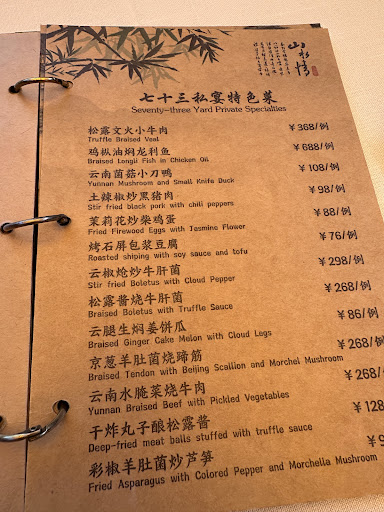 山野情
七十三私宴特色菜
Seventy-three Yard Private Specialties
松露文火小牛肉 ¥368/例
Truffle Braised Veal
鸡枞油焖龙利鱼 ¥688/例
Braised Longli Fish in Chicken Oil
云南菌菇小刀鸭 ¥108/例
Yunnan Mushroom and Small Knife Duck
土辣椒炒黑猪肉 ¥98/例
Stir fried black pork with chili peppers
茉莉花炒柴鸡蛋 ¥88/例
Fried Firewood Eggs with Jasmine Flower
烤石屏包浆豆腐 ¥76/例
Roasted shiping with soy sauce and tofu
云椒炝炒牛肝菌 ¥298/例
Stir fried Boletus with Cloud Pepper
松露酱烧牛肝菌 ¥268/例
Braised Boletus with Truffle Sauce
云腿生焖姜饼瓜 ¥86/例
Braised Ginger Cake Melon with Cloud Legs
京葱羊肚菌烧蹄筋 ¥268/例
Braised Tendon with Beijing Scallion and Morchel Mushroom
云南水腌菜烧牛肉 ¥268/
Yunnan Braised Beef with Pickled Vegetables
干炸丸子酿松露酱 ¥128
Deep-fried meat balls stuffed with truffle sauce
彩椒羊肚菌炒芦笋 ¥9
Fried Asparagus with Colored Pepper and Morchella Mushroom